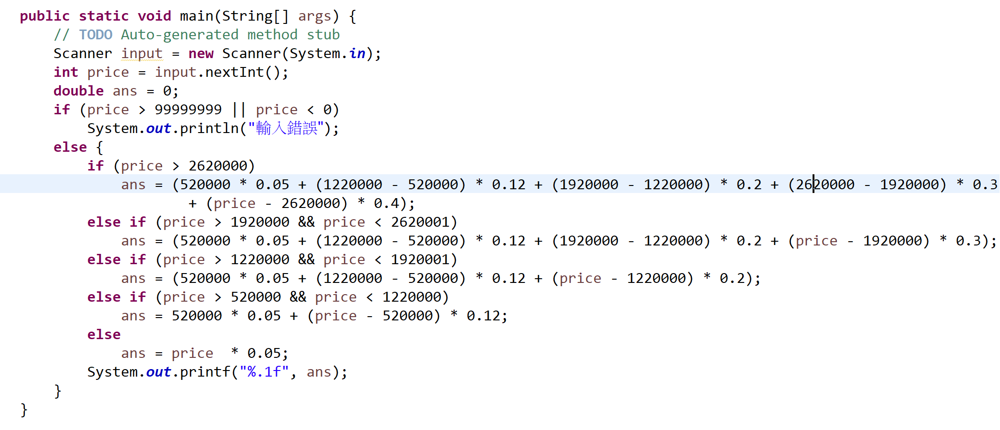 public static void main(String[] args) {
// TODO Auto-generated method stub
Scanner input = new Scanner(System.in);
int price = input.nextInt();
double ans = 0;
if (price > 99999999 || price < 0)
System.out.println("輸入錯誤");
else {
if (price > 2620000)
ans = (520000 * 0.05 + (1220000 - 520000) * 0.12 + (1920000 - 1220000) * 0.2 + (2620000 - 1920000) * 0.3
+ (price - 2620000) * 0.4);
else if (price > 1920000 && price < 2620001)
ans = (520000 * 0.05 + (1220000 - 520000) * 0.12 + (1920000 - 1220000) * 0.2 + (price - 1920000) * 0.3);
else if (price > 1220000 && price < 1920001)
ans = (520000 * 0.05 + (1220000 - 520000) * 0.12 + (price - 1220000) * 0.2);
else if (price > 520000 && price < 1220000)
ans = 520000 * 0.05 + (price - 520000) * 0.12;
else
ans = price  * 0.05;
System.out.printf("%.1f", ans);
}
}